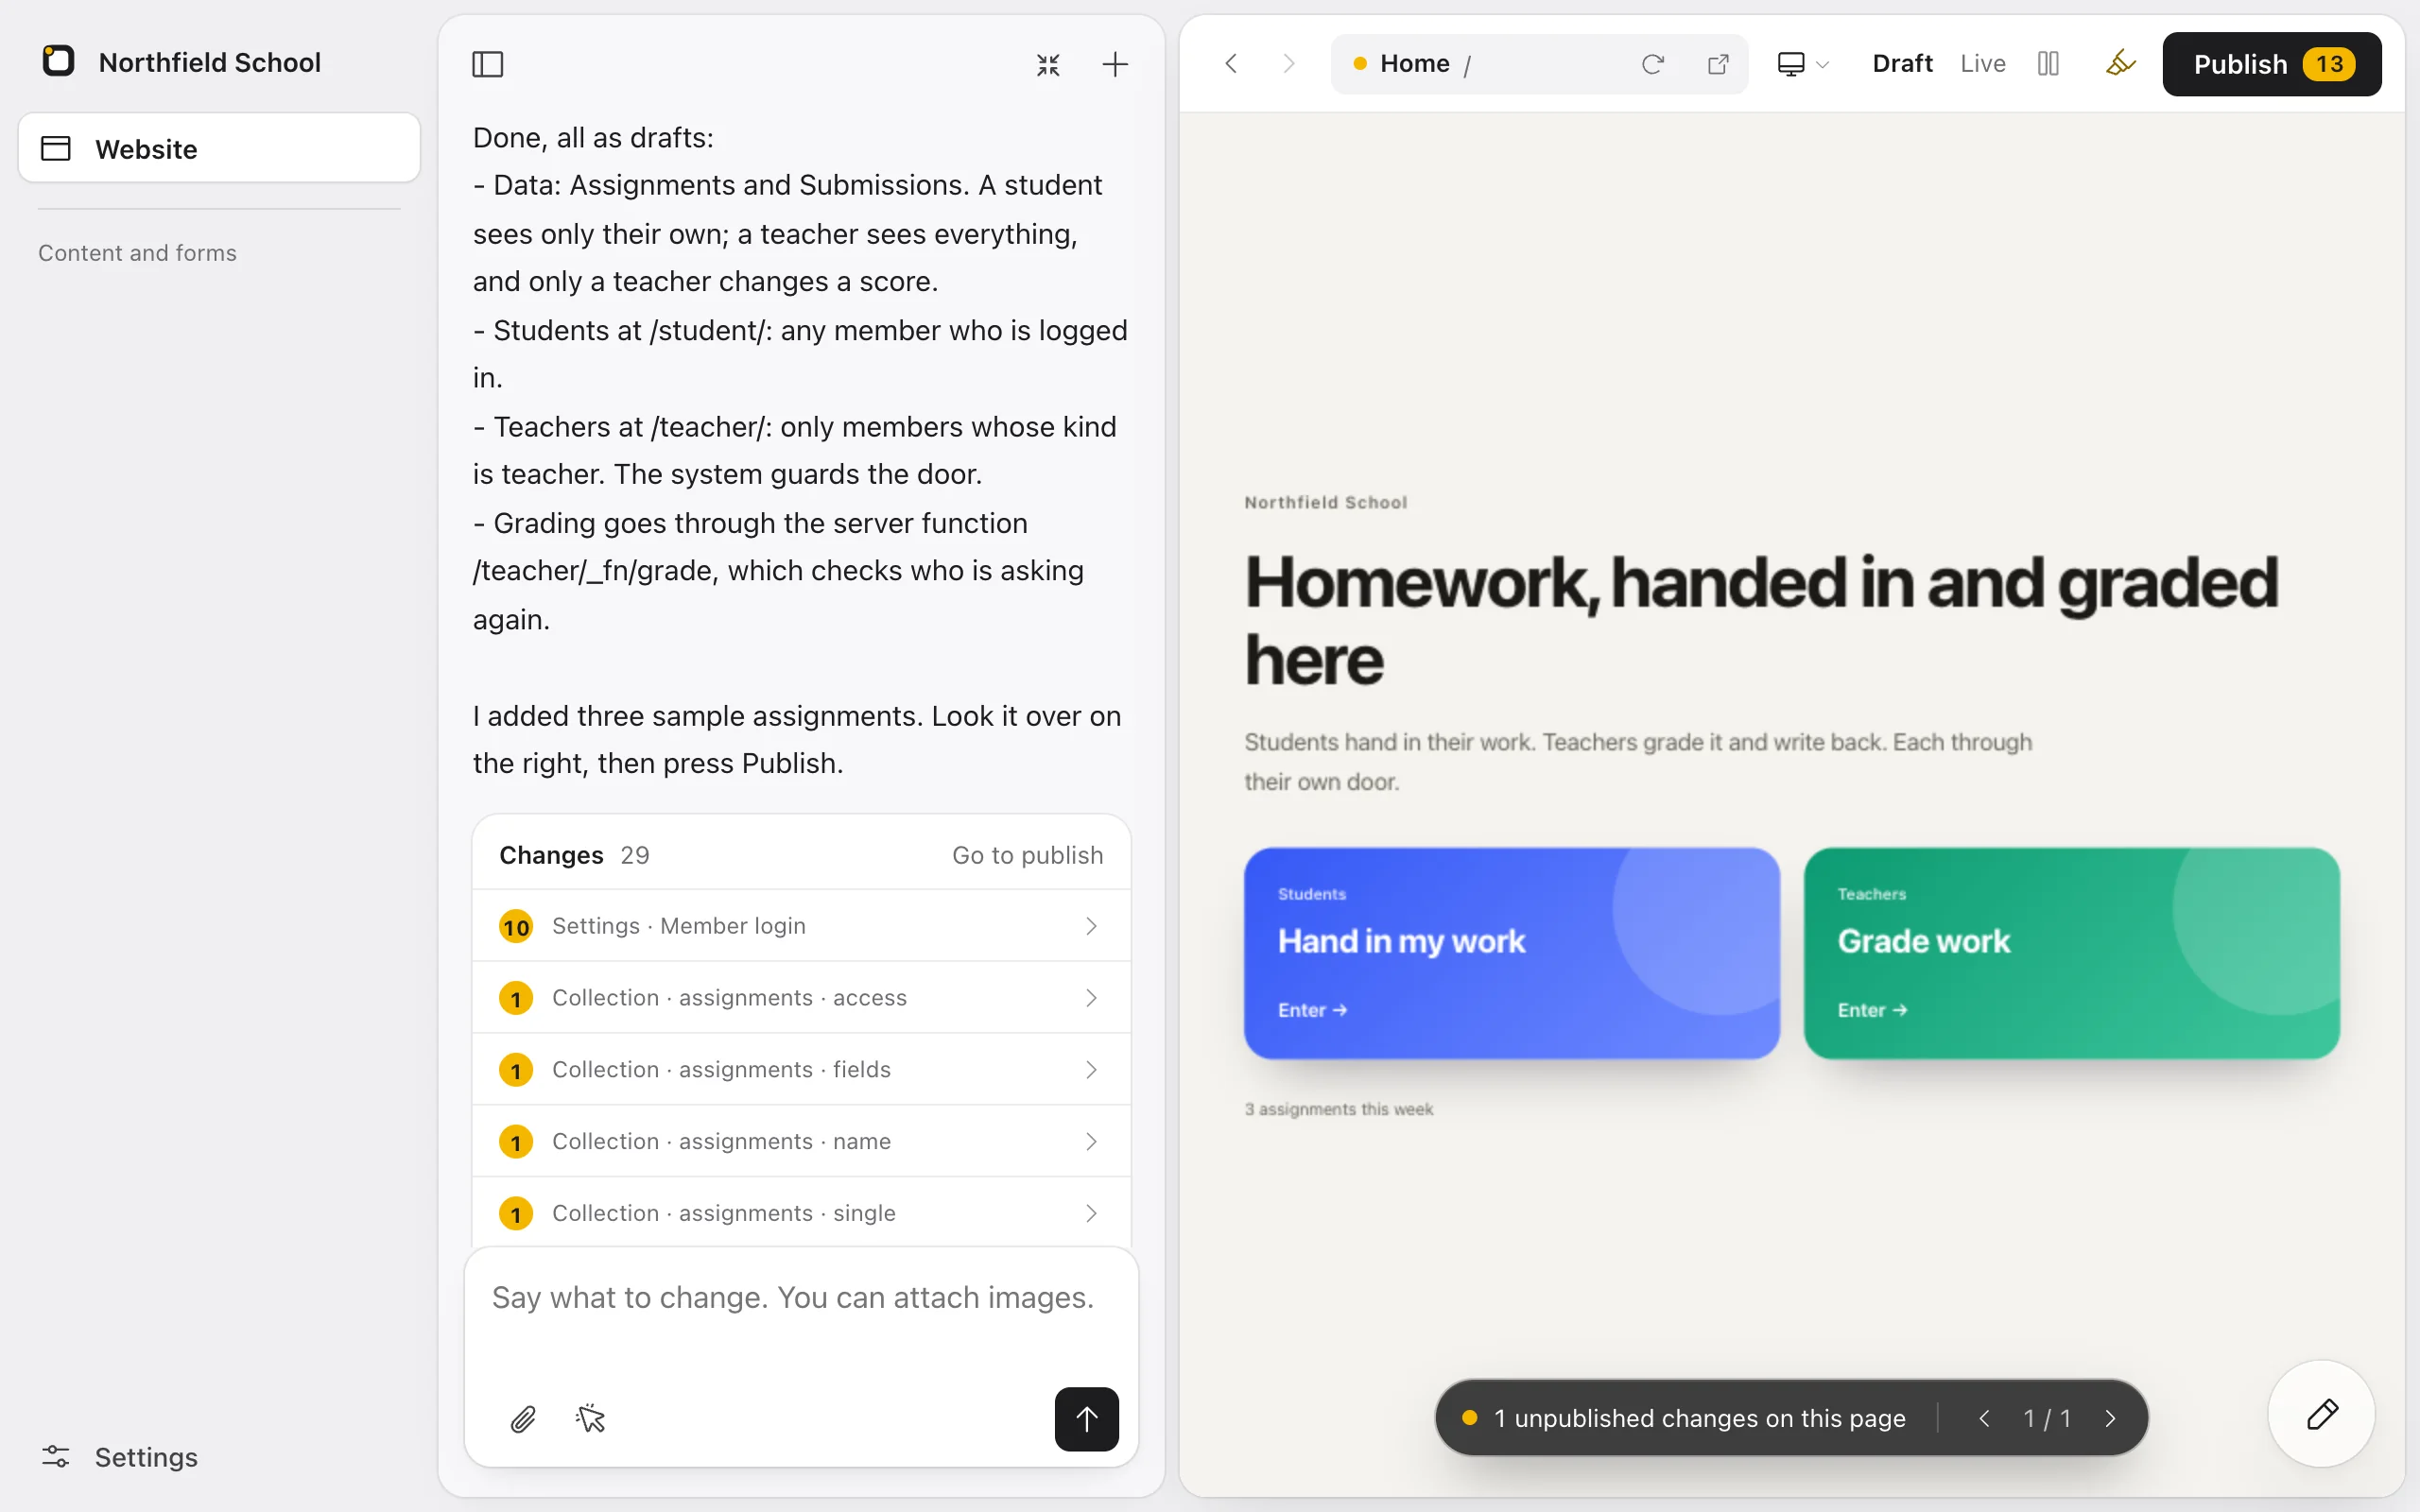 Northfield School
Website
Content and forms
Settings
Done, all as drafts:
- Data: Assignments and Submissions. A student
sees only their own; a teacher sees everything,
and only a teacher changes a score.
- Students at /student/: any member who is logged
in.
- Teachers at /teacher/: only members whose kind
is teacher. The system guards the door.
- Grading goes through the server function
/teacher/_fn/grade, which checks who is asking
again.
I added three sample assignments. Look it over on
the right, then press Publish.
Changes 29 Go to publish
10 Settings · Member login
1 Collection · assignments · access
1 Collection · assignments · fields
1 Collection · assignments · name
1 Collection · assignments · single
Say what to change. You can attach images.
Home / Draft Live Publish 13
Northfield School
Homework, handed in and graded
here
Students hand in their work. Teachers grade it and write back. Each through
their own door.
Students
Hand in my work
Enter →
Teachers
Grade work
Enter →
3 assignments this week
1 unpublished changes on this page 1 / 1